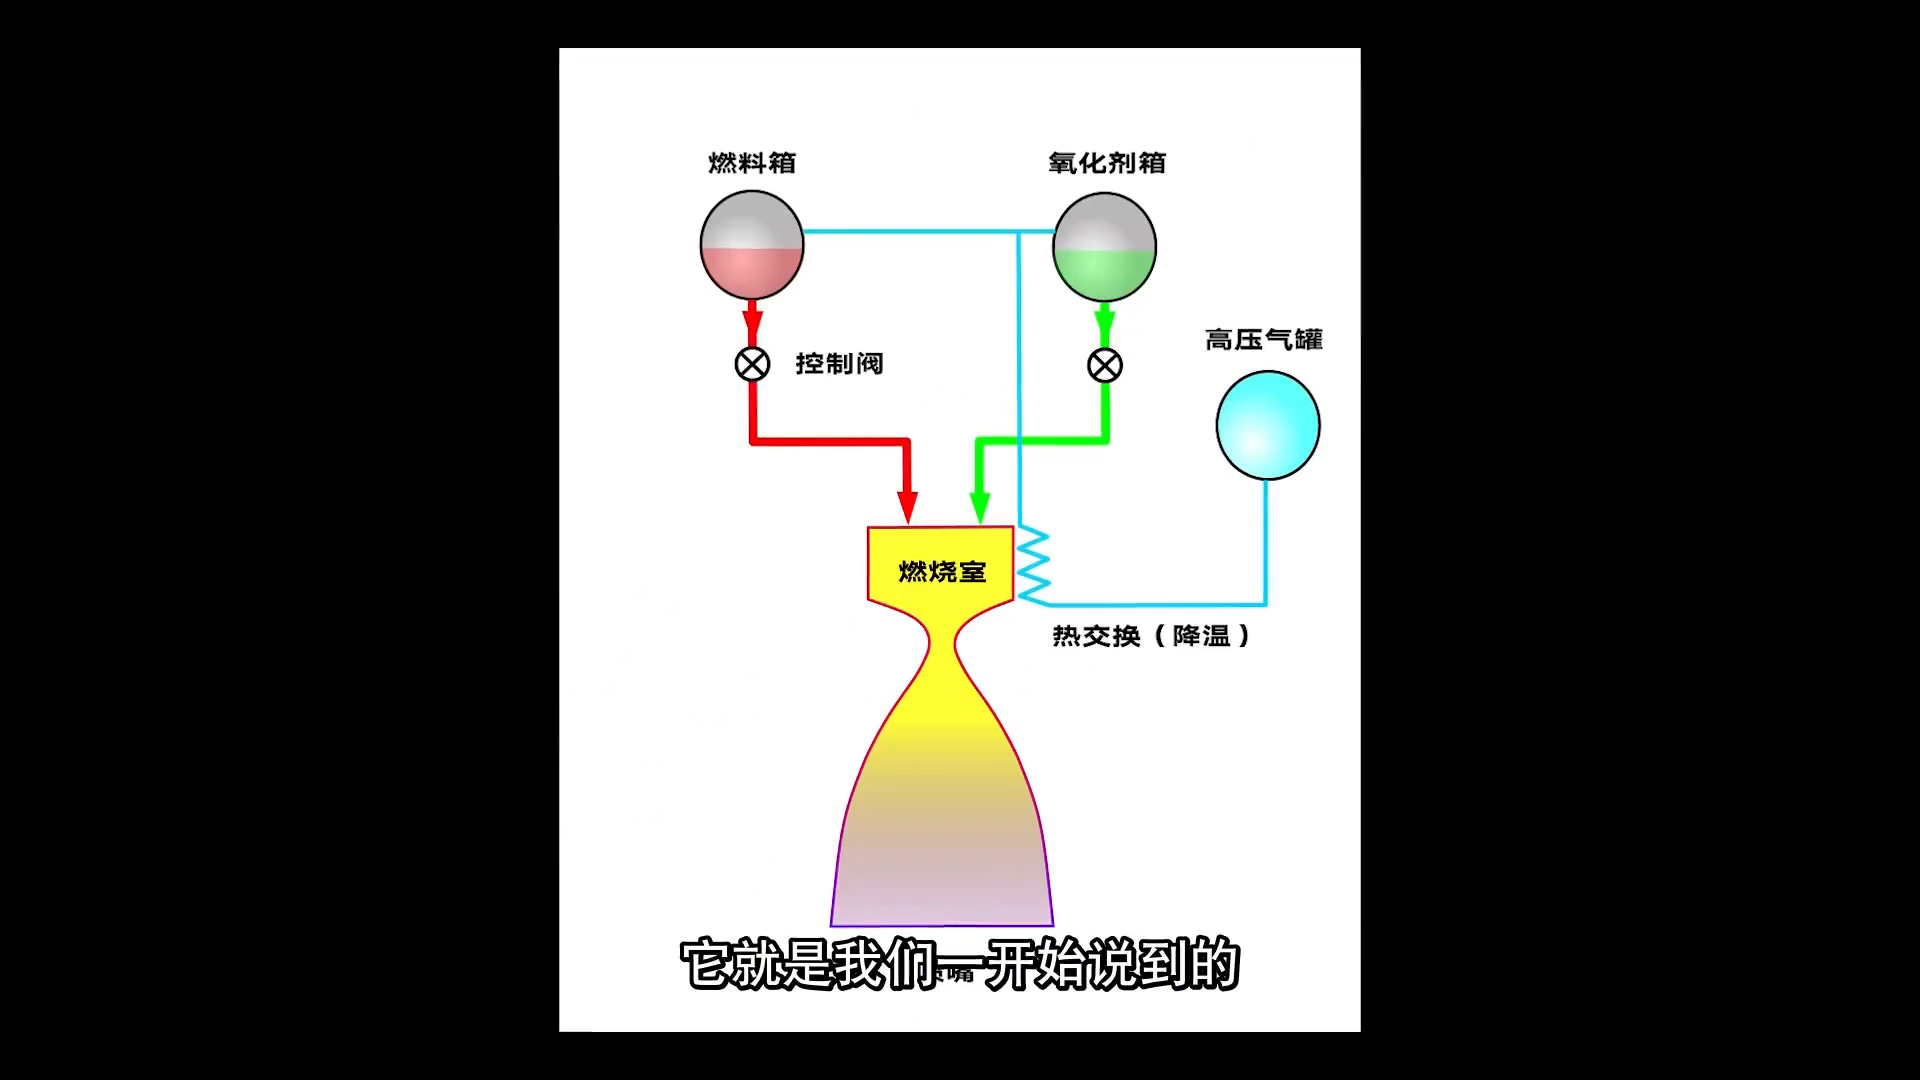 燃料箱
氧化剂箱
高压气罐
控制阀
燃烧室
热交换（降温）
它就是我们一开始说到的